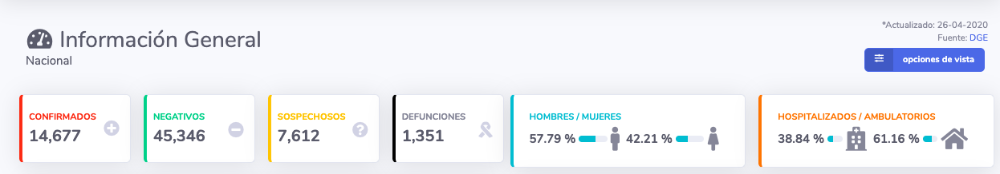 *Actualizado: 26-04-2020
Información General
Fuente: DGE
Nacional
opciones de vista
CONFIRMADOS
14,677
NEGATIVOS
45,346
SOSPECHOSOS
7,612
DEFUNCIONES
1,351
HOMBRES / MUJERES
57.79 % 42.21 %
HOSPITALIZADOS / AMBULATORIOS
38.84 % 61.16 %